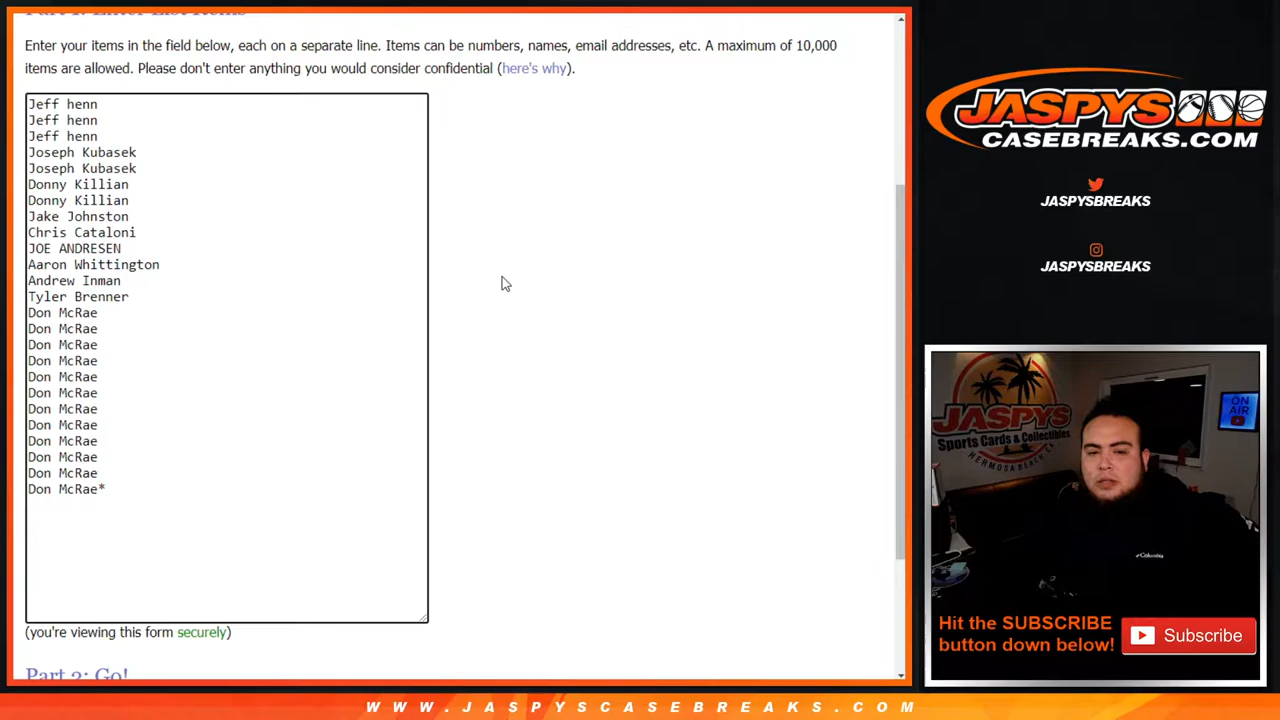 Enter your items in the field below, each on a separate line. Items can be numbers, names, email addresses, etc. A maximum of 10,000
items are allowed. Please don't enter anything you would consider confidential (here's why).
Jeff henn
Jeff henn
Jeff henn
Joseph Kubasek
Joseph Kubasek
Donny Killian
Donny Killian
Jake Johnston
Chris Cataloni
JOE ANDRESEN
Aaron Whittington
Andrew Inman
Tyler Brenner
Don McRae
Don McRae
Don McRae
Don McRae
Don McRae
Don McRae
Don McRae
Don McRae
Don McRae
Don McRae
Don McRae
Don McRae*
(you're viewing this form securely)
Part 2: Go!
JASPYS
CASEBREAKS.COM
JASPYSBREAKS
JASPYSBREAKS
JASPYS
Sports Cards & Collectibles
HERMOSA BEACH, CA
ON
AIR
Columbia
Hit the SUBSCRIBE
button down below!
Subscribe
WWW.JASPYSCASEBREAKS.COM